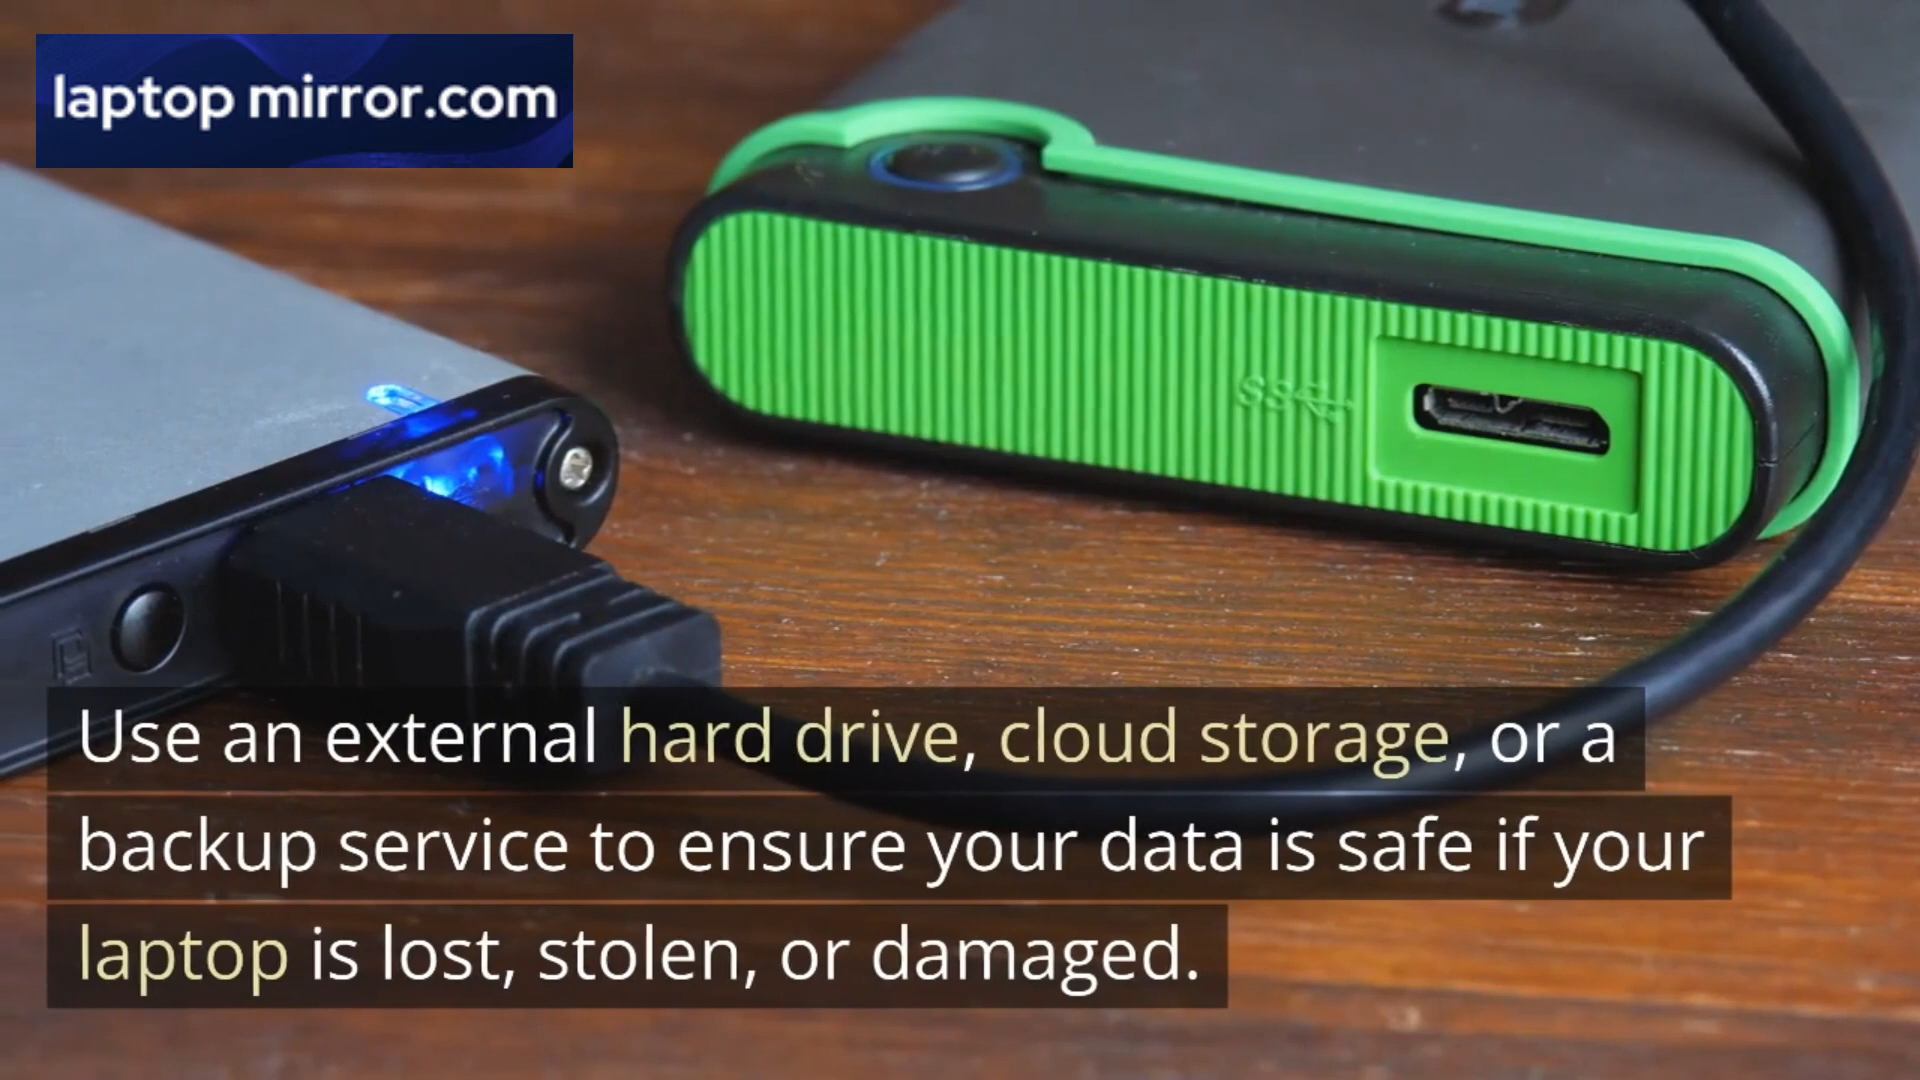 laptop mirror.com
SS
Use an external hard drive, cloud storage, or a
backup service to ensure your data is safe if your
laptop is lost, stolen, or damaged.